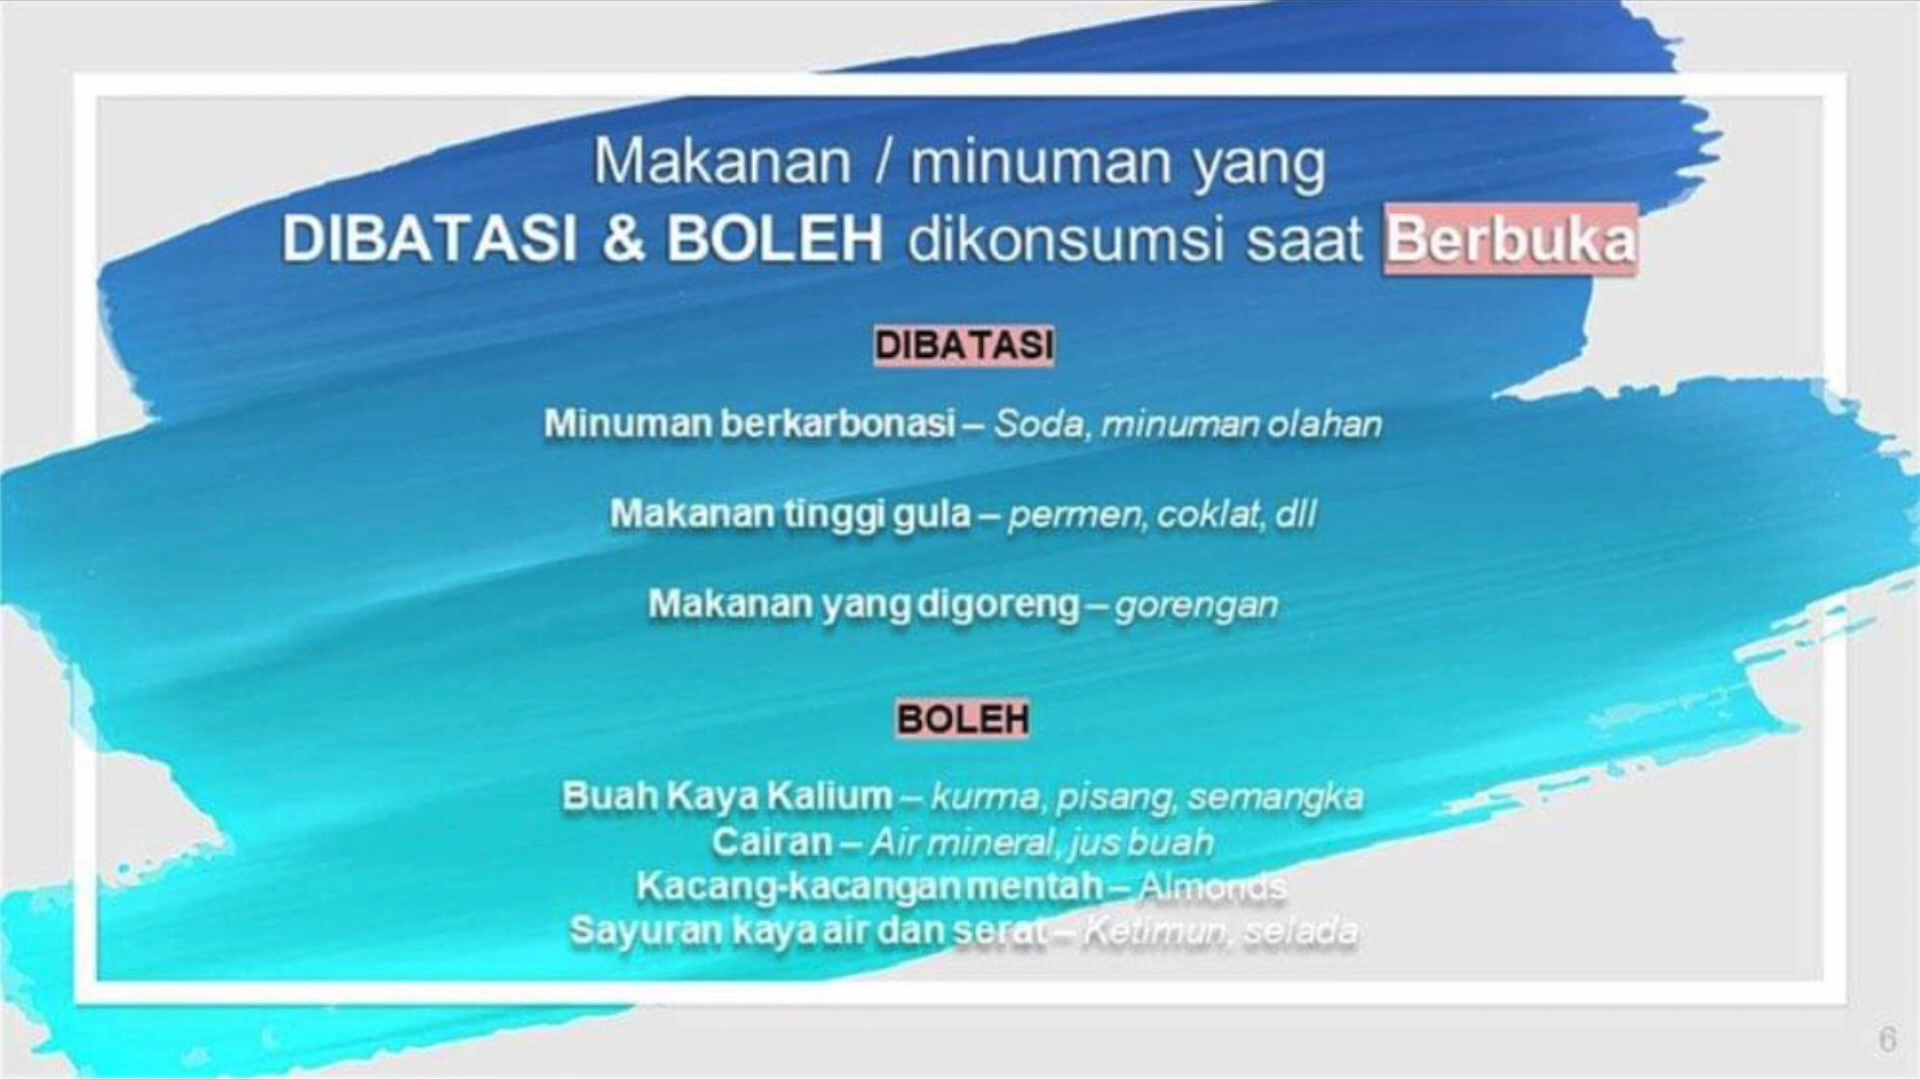 Makanan / minuman yang
DIBATASI & BOLEH dikonsumsi saat Berbuka
DIBATASI
Minuman berkarbonasi – Soda, minuman olahan
Makanan tinggi gula – permen, coklat, dll
Makanan yang digoreng – gorengan
BOLEH
Buah Kaya Kalium – kurma, pisang, semangka
Cairan – Air mineral, jus buah
Kacang-kacangan mentah – Almonds
Sayuran kaya air dan serat – Ketimun, selada
6